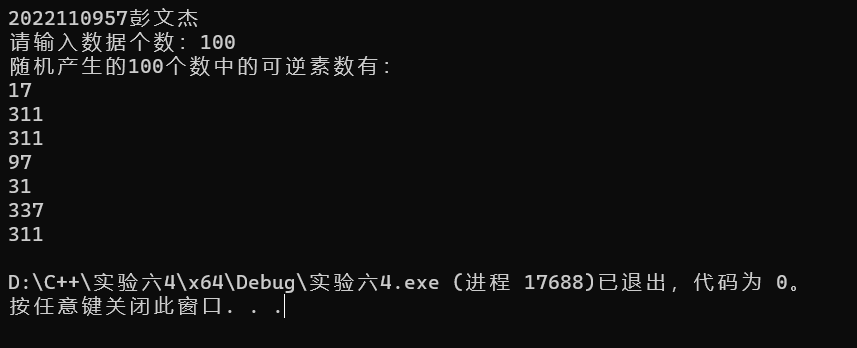 2022110957彭文杰
请输入数据个数：100
随机产生的100个数中的可逆素数有：
17
311
311
97
31
337
311
D:\C++\实验六4\x64\Debug\实验六4.exe (进程 17688)已退出，代码为 0。
按任意键关闭此窗口. . .